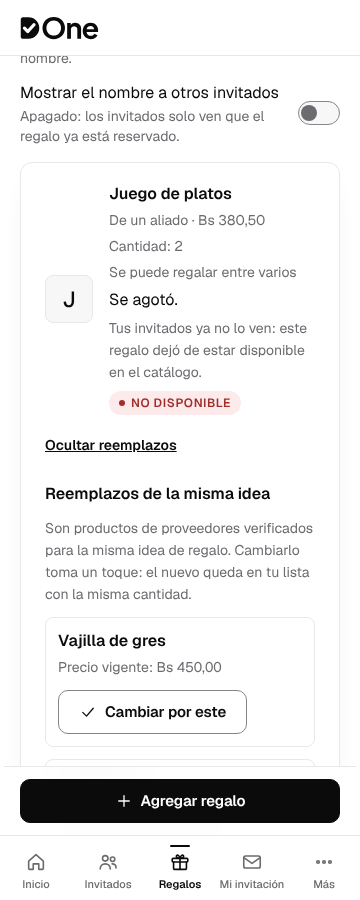 DOne
nombre.
Mostrar el nombre a otros invitados
Apagado: los invitados solo ven que el
regalo ya está reservado.
Juego de platos
De un aliado · Bs 380,50
Cantidad: 2
Se puede regalar entre varios
J
Se agotó.
Tus invitados ya no lo ven: este
regalo dejó de estar disponible
en el catálogo.
NO DISPONIBLE
Ocultar reemplazos
Reemplazos de la misma idea
Son productos de proveedores verificados
para la misma idea de regalo. Cambiarlo
toma un toque: el nuevo queda en tu lista
con la misma cantidad.
Vajilla de gres
Precio vigente: Bs 450,00
Cambiar por este
Agregar regalo
Inicio
Invitados
Regalos
Mi invitación
Más